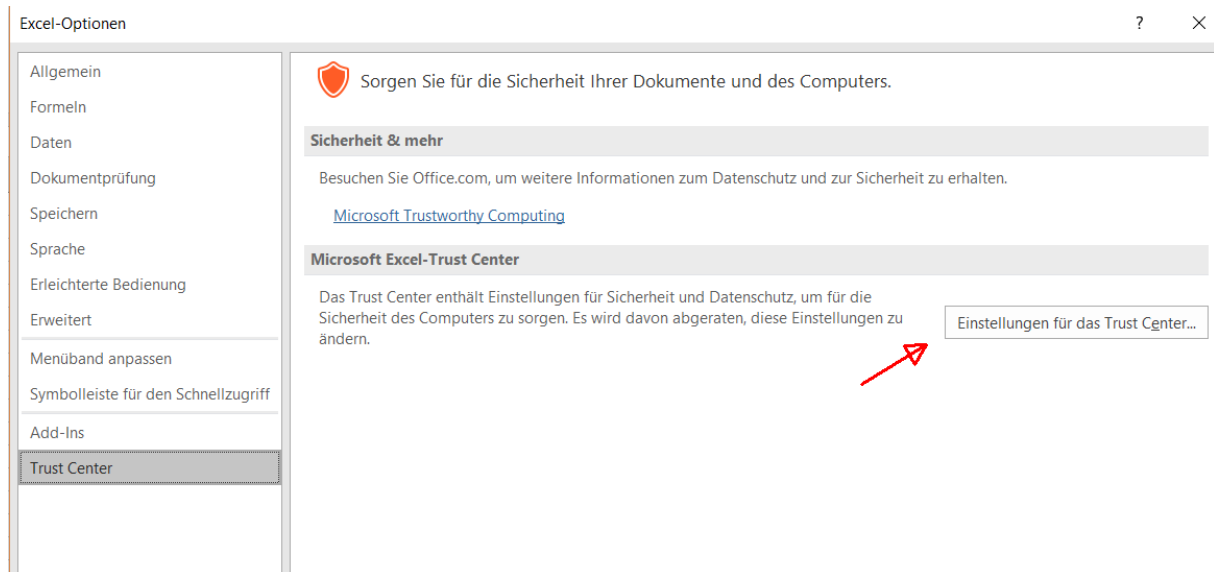 Excel-Optionen
?
Allgemein
Formeln
Daten
Dokumentprüfung
Speichern
Sprache
Erleichterte Bedienung
Erweitert
Menüband anpassen
Symbolleiste für den Schnellzugriff
Add-Ins
Trust Center
Sorgen Sie für die Sicherheit Ihrer Dokumente und des Computers.
Sicherheit & mehr
Besuchen Sie Office.com, um weitere Informationen zum Datenschutz und zur Sicherheit zu erhalten.
Microsoft Trustworthy Computing
Microsoft Excel-Trust Center
Das Trust Center enthält Einstellungen für Sicherheit und Datenschutz, um für die
Sicherheit des Computers zu sorgen. Es wird davon abgeraten, diese Einstellungen zu
ändern.
Einstellungen für das Trust Center...